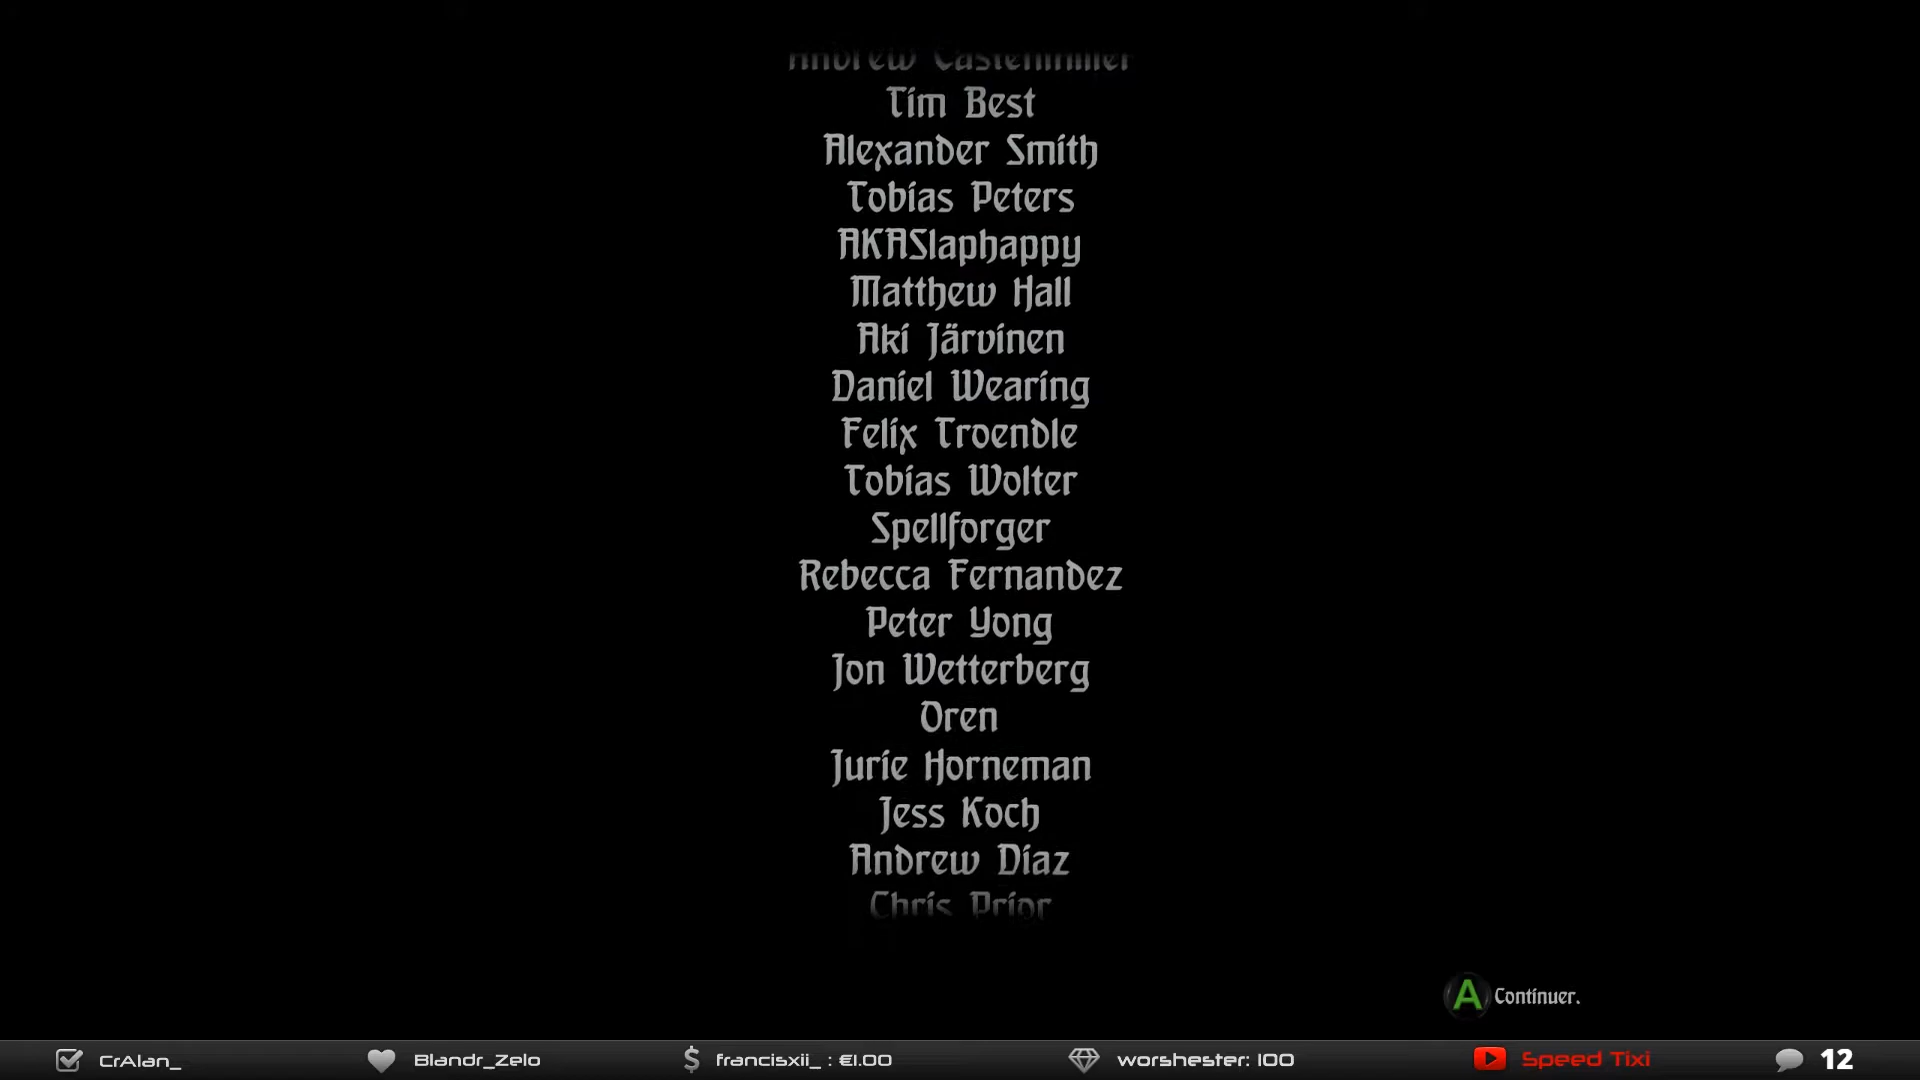 Andrew Castemiller
Tim Best
Alexander Smith
Tobias Peters
AKASlaphappy
Matthew Hall
Aki Järvinen
Daniel Wearing
Felix Troendle
Tobias Wolter
Spellforger
Rebecca Fernandez
Peter Yong
Jon Wetterberg
Oren
Jurie Horneman
Jess Koch
Andrew Diaz
Chris Prior
A Continuer.
CrAlan_ Blandr_Zelo $ francisxii_ : €1.00 worshester: 100 Speed Tixi 12